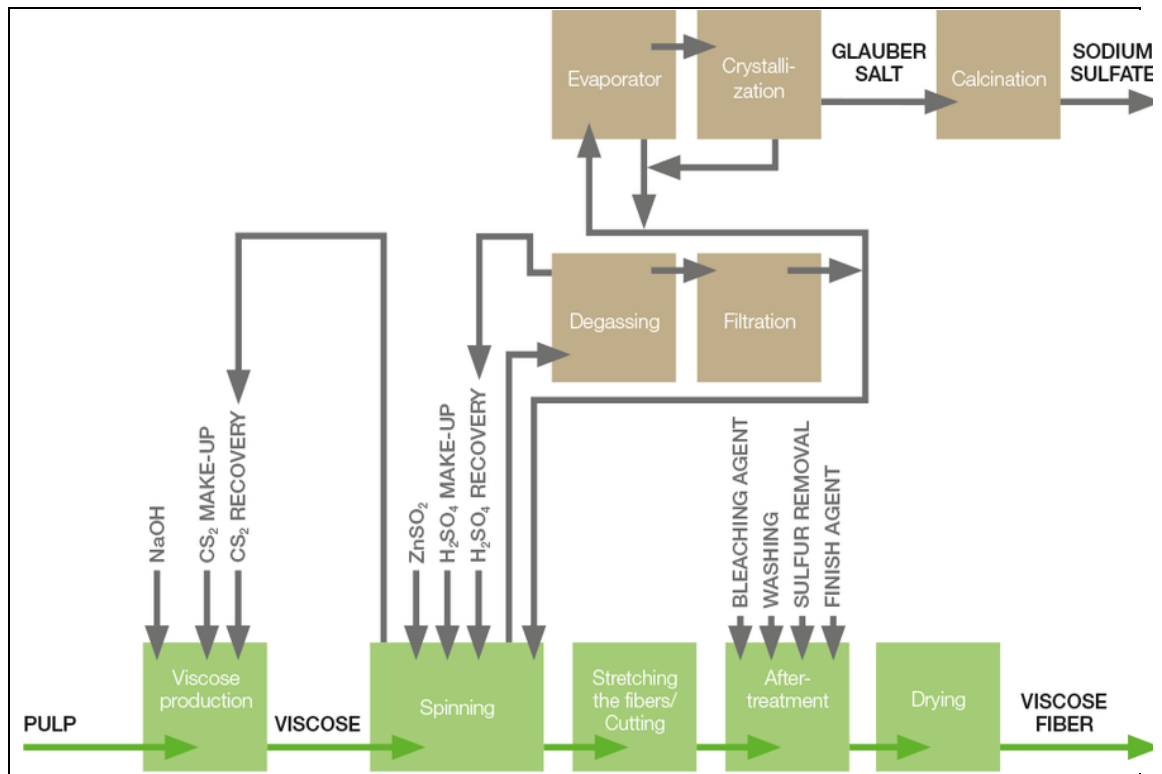 Evaporator
Crystalli-
zation
GLAUBER
SALT
Calcination
SODIUM
SULFATE
Degassing
Filtration
NaOH
CS₂ MAKE-UP
CS₂ RECOVERY
ZnSO₂
H₂SO₄ MAKE-UP
H₂SO₄ RECOVERY
BLEACHING AGENT
WASHING
SULFUR REMOVAL
FINISH AGENT
PULP
Viscose
production
VISCOSE
Spinning
Stretching
the fibers/
Cutting
After-
treatment
Drying
VISCOSE
FIBER